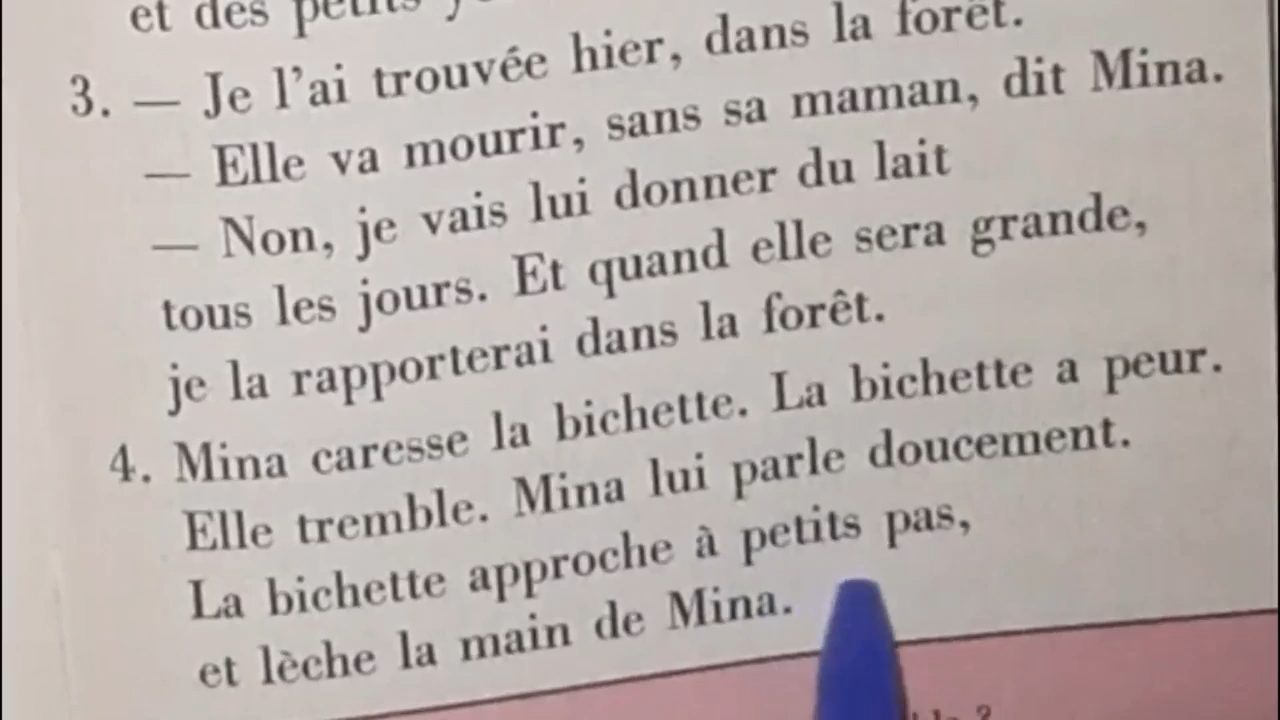 et des petits
3. — Je l'ai trouvée hier, dans la forêt.
— Elle va mourir, sans sa maman, dit Mina.
— Non, je vais lui donner du lait
tous les jours. Et quand elle sera grande,
je la rapporterai dans la forêt.
4. Mina caresse la bichette. La bichette a peur.
Elle tremble. Mina lui parle doucement.
La bichette approche à petits pas,
et lèche la main de Mina.